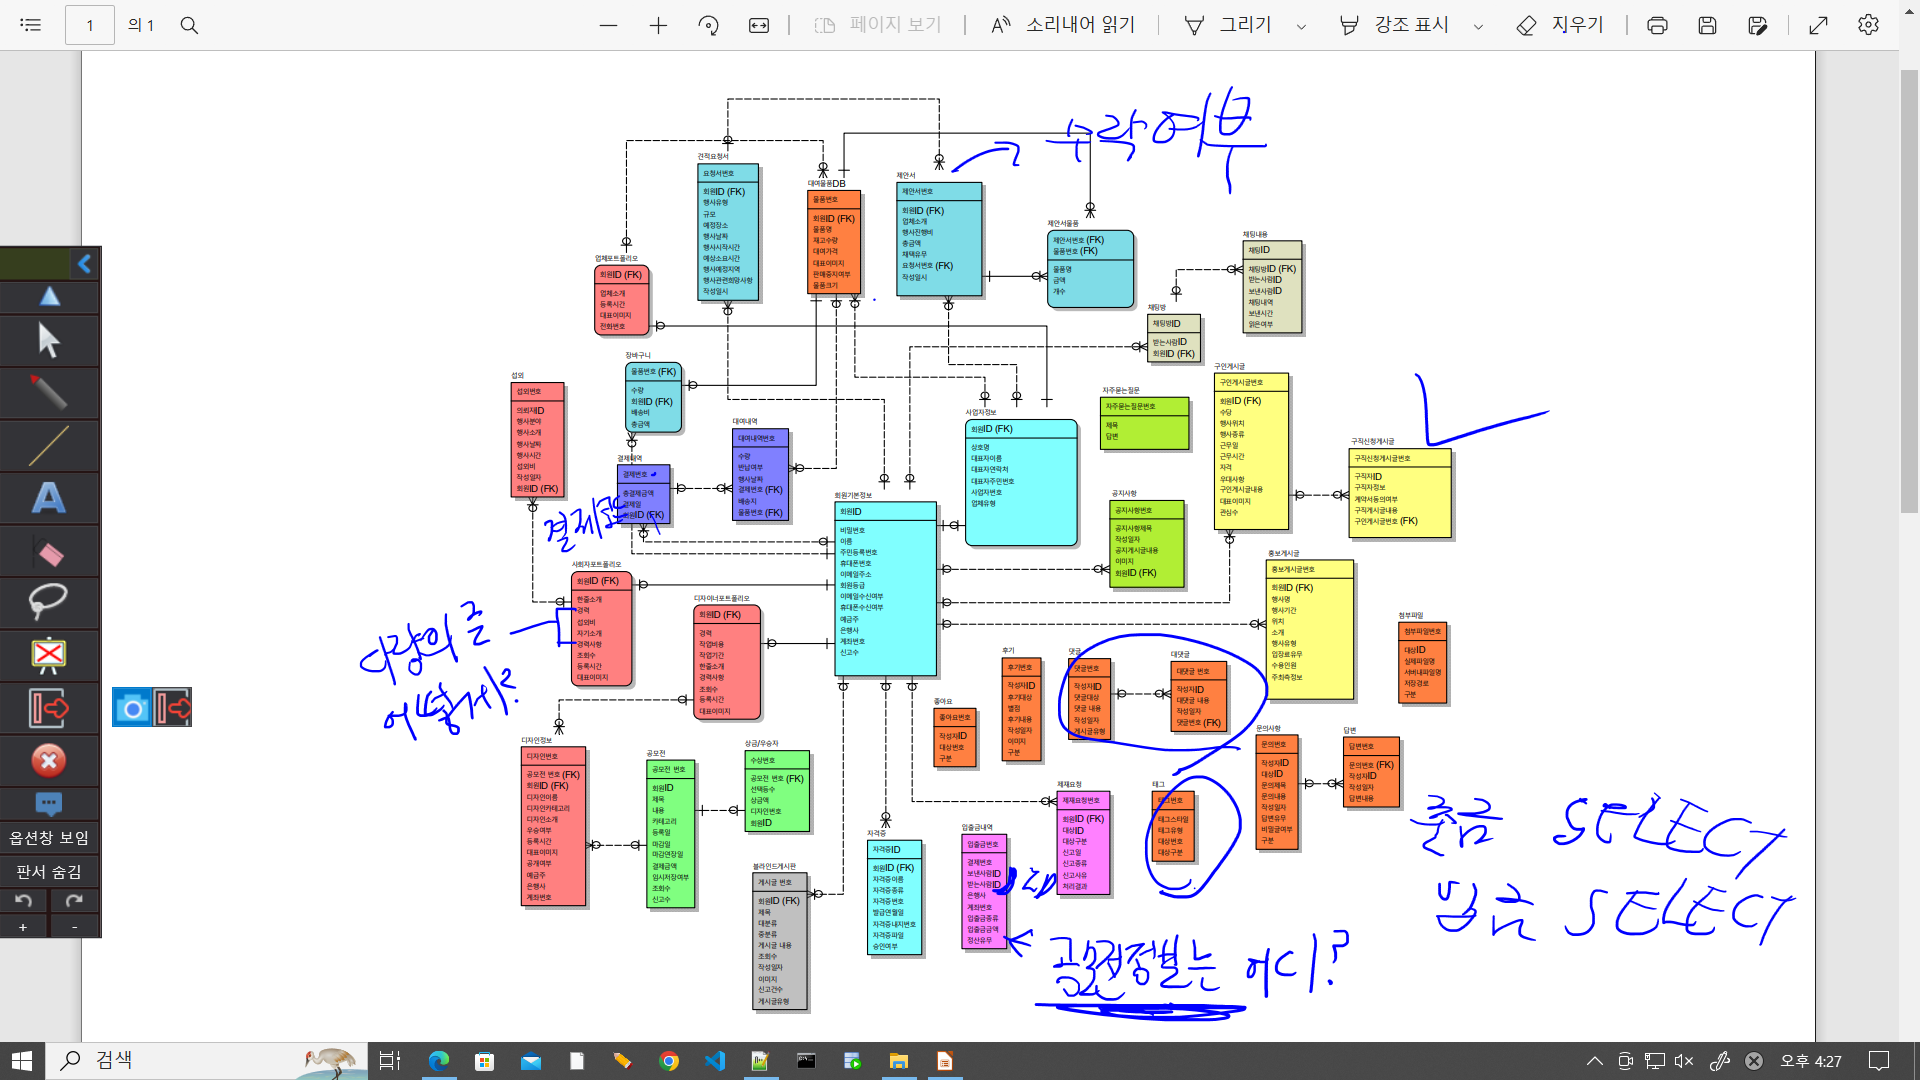 1
의 1
페이지 보기
소리내어 읽기
그리기
강조 표시
지우기
수락여부
견적요청서
요청서번호
회원ID (FK)
행사유형
규모
예정장소
행사날짜
행사시작시간
예상소요시간
행사예정지역
행사관련희망사항
작성일시
대여물품DB
물품번호
회원ID (FK)
물품명
재고수량
대여가격
대표이미지
판매중지여부
물품크기
제안서
제안서번호
회원ID (FK)
업체소개
행사진행비
총금액
채택유무
요청서번호 (FK)
작성일시
제안서물품
제안서번호 (FK)
물품번호 (FK)
물품명
금액
개수
채팅내용
채팅ID
채팅방ID (FK)
받는사람ID
보낸사람ID
채팅내역
보낸시간
읽은여부
채팅방
채팅방ID
받는사람ID
회원ID (FK)
업체포트폴리오
회원ID (FK)
업체소개
등록시간
대표이미지
전화번호
장바구니
물품번호 (FK)
수량
회원ID (FK)
배송비
총금액
섭외
섭외번호
의뢰재ID
행사분야
행사소개
행사날짜
행사시간
섭외비
작성일자
회원ID (FK)
대여내역
대여내역번호
수량
반납여부
행사날짜
결제번호 (FK)
배송지
물품번호 (FK)
결제내역
결제번호
총결제금액
결제일
회원ID (FK)
사업자정보
회원ID (FK)
상호명
대표자이름
대표자연락처
대표자주민번호
사업자번호
업체유형
자주묻는질문
자주묻는질문번호
제목
답변
구인게시글
구인게시글번호
회원ID (FK)
수당
행사위치
행사종류
근무일
근무시간
자격
우대사항
구인게시글내용
대표이미지
관심수
구직신청게시글
구직신청게시글번호
구직자ID
구직자정보
계약서동의여부
구직게시글내용
구인게시글번호 (FK)
회원기본정보
회원ID
비밀번호
이름
주민등록번호
휴대폰번호
이메일주소
회원등급
이메일수신여부
휴대폰수신여부
예금주
은행사
계좌번호
신고수
공지사항
공지사항번호
공지사항제목
작성일자
공지게시글내용
이미지
회원ID (FK)
홍보게시글
홍보게시글번호
회원ID (FK)
행사명
행사기간
위치
소개
행사유형
입장료유무
수용인원
주최측정보
첨부파일
첨부파일번호
대상ID
실제파일명
서버내파일명
저장경로
구분
사회자포트폴리오
회원ID (FK)
한줄소개
경력
섭외비
자기소개
경력사항
조회수
등록시간
대표이미지
디자이너포트폴리오
회원ID (FK)
경력
작업비용
작업기간
한줄소개
경력사항
조회수
등록시간
대표이미지
후기
후기번호
작성자ID
후기대상
별점
후기내용
작성일자
이미지
구분
댓글
댓글번호
작성자ID
댓글대상
댓글 내용
작성일자
게시글유형
대댓글
대댓글 번호
작성자ID
대댓글 내용
작성일자
댓글번호 (FK)
좋아요
좋아요번호
작성자ID
대상번호
구분
문의사항
문의번호
작성자ID
대상ID
문의제목
문의내용
작성일자
답변유무
비밀글여부
구분
답변
답변번호
문의번호 (FK)
작성자ID
작성일자
답변내용
디자인정보
디자인번호
공모전 번호 (FK)
회원ID (FK)
디자이름
디자인카테고리
디자인소개
우승여부
등록시간
대표이미지
공개여부
예금주
은행사
계좌번호
공모전
공모전 번호
회원ID
제목
내용
카테고리
등록일
마감일
마감연장일
결제금액
임시저장여부
조회수
신고수
상금/우승자
수상번호
공모전 번호 (FK)
선택등수
상금액
디자인번호
회원ID
블라인드게시판
게시글 번호
회원ID (FK)
제목
대분류
중분류
게시글 내용
조회수
작성일자
이미지
신고건수
게시글유형
자격증
자격증ID
회원ID (FK)
자격증이름
자격증종류
자격증번호
발급연월일
자격증내지번호
자격증파일
승인여부
입출금내역
입출금번호
결제번호
보낸사람ID
받는사람ID
은행사
계좌번호
입출금종류
입출금금액
정산유무
제재요청
제재요청번호
회원ID (FK)
대상ID
대상구분
신고일
신고종류
신고사유
처리결과
태그
태그번호
태그스타일
태그유형
대상번호
대상구분
출금 SELECT
입금 SELECT
어디?
옵션창 보임
판서 숨김
+
-
검색
오후 4:27